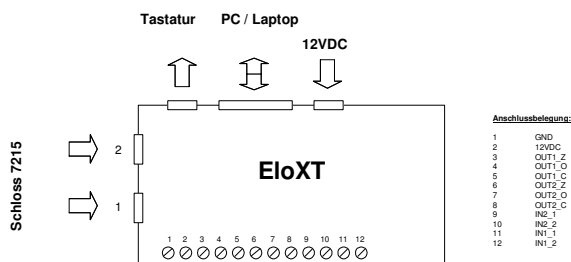 Tastatur PC / Laptop
12VDC
Schloss 7215
2
1
EloXT
1 2 3 4 5 6 7 8 9 10 11 12
Anschlussbelegung:
1 GND
2 12VDC
3 OUT1_Z
4 OUT1_O
5 OUT1_C
6 OUT2_Z
7 OUT2_O
8 OUT2_C
9 IN2_1
10 IN2_2
11 IN1_1
12 IN1_2